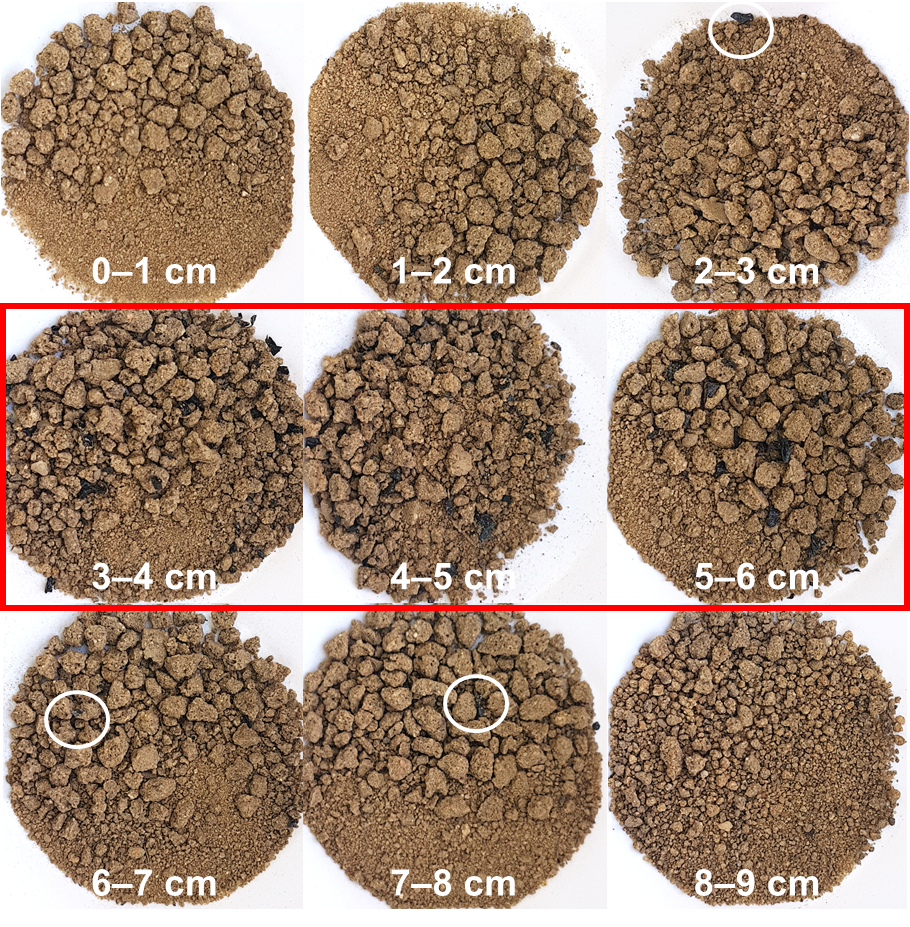 0–1 cm
1–2 cm
2–3 cm
3–4 cm
4–5 cm
5–6 cm
6–7 cm
7–8 cm
8–9 cm